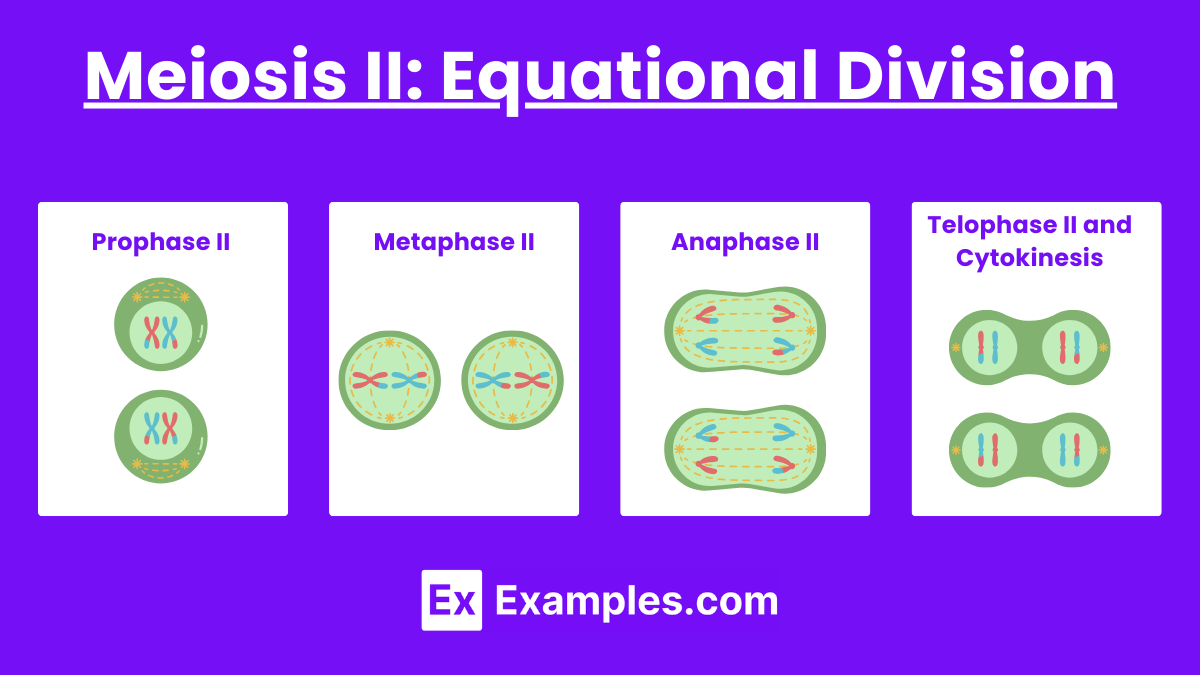 Meiosis II: Equational Division
Prophase II
Metaphase II
Anaphase II
Telophase II and
Cytokinesis
Ex Examples.com